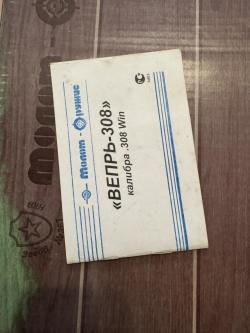 Молот - Оружие
«ВЕПРЬ-308»
калибра .308 Win